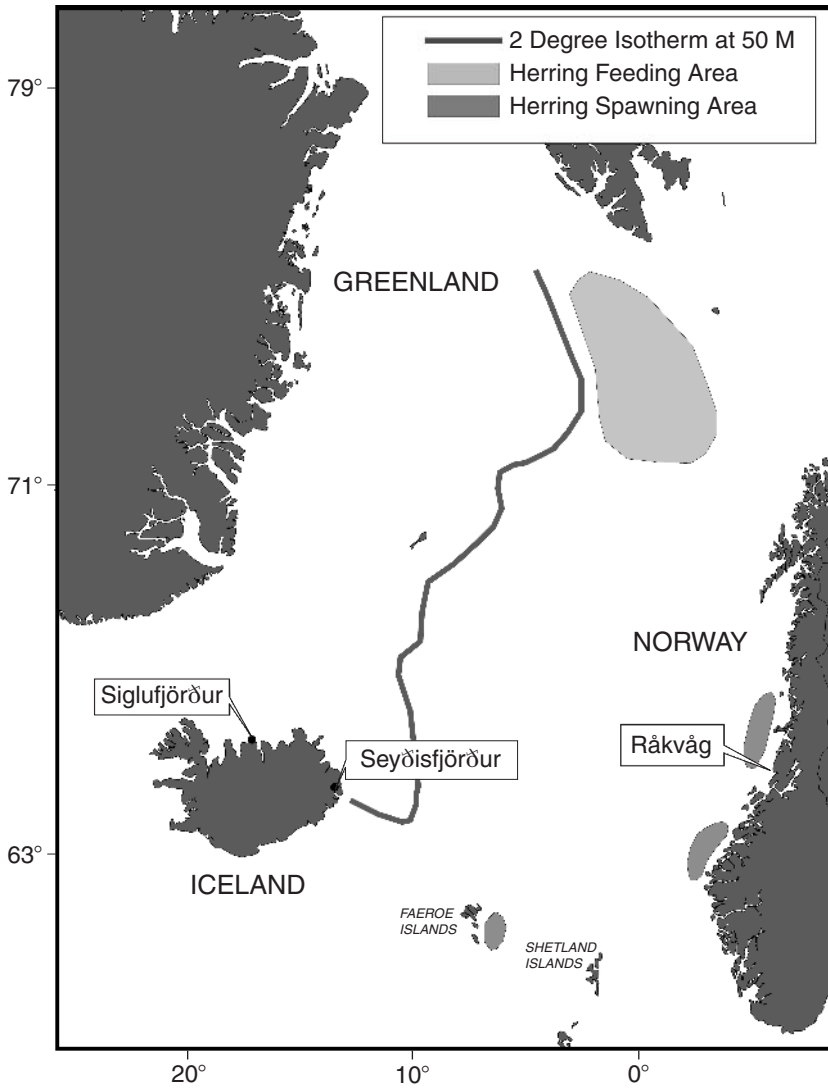 2 Degree Isotherm at 50 M
Herring Feeding Area
Herring Spawning Area
79°
GREENLAND
71°
NORWAY
Siglufjörður
Råkvåg
Seyðisfjörður
63°
ICELAND
FAEROE
ISLANDS
SHETLAND
ISLANDS
20°
10°
0°